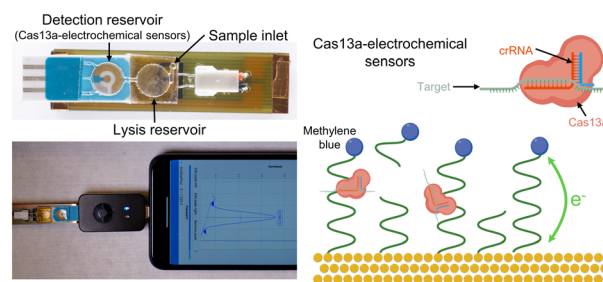 Detection reservoir
(Cas13a-electrochemical sensors)
Sample inlet
Lysis reservoir
Cas13a-electrochemical
sensors
crRNA
Target
Cas13a
Methylene
blue
e-